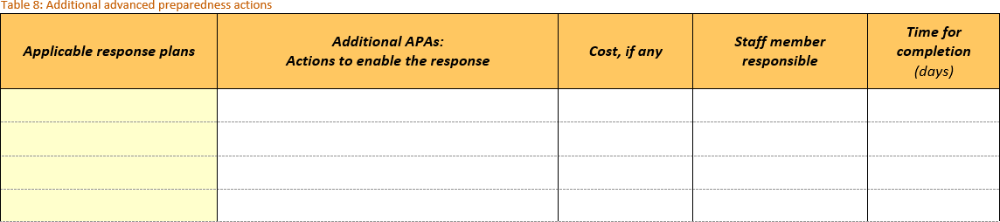 Table 8: Additional advanced preparedness actions
Applicable response plans
Additional APAs:
Actions to enable the response
Cost, if any
Staff member
responsible
Time for
completion
(days)